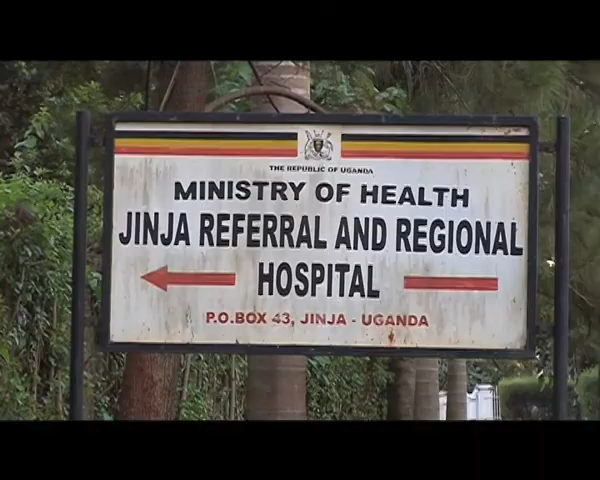 THE REPUBLIC OF UGANDA
MINISTRY OF HEALTH
JINJA REFERRAL AND REGIONAL
HOSPITAL
P.O.BOX 43, JINJA - UGANDA